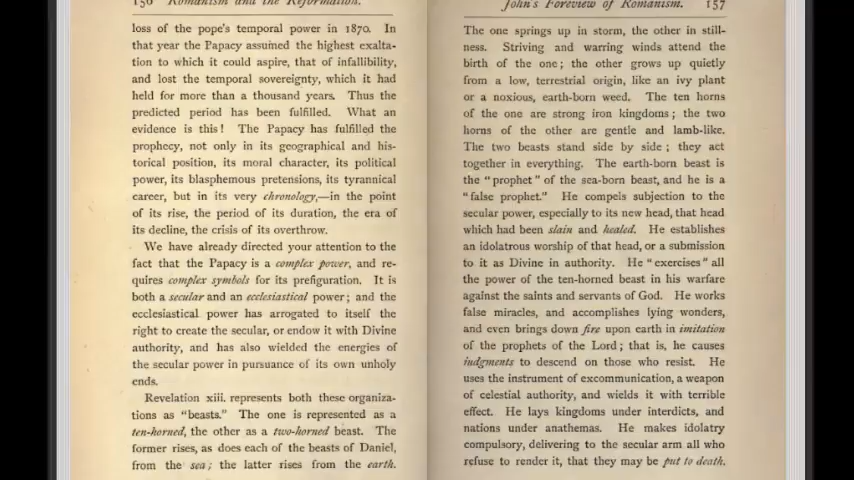 156 Romanism and the Reformation.
loss of the pope's temporal power in 1870. In
that year the Papacy assumed the highest exalta-
tion to which it could aspire, that of infallibility,
and lost the temporal sovereignty, which it had
held for more than a thousand years. Thus the
predicted period has been fulfilled. What an
evidence is this! The Papacy has fulfilled the
prophecy, not only in its geographical and his-
torical position, its moral character, its political
power, its blasphemous pretensions, its tyrannical
career, but in its very chronology,—in the point
of its rise, the period of its duration, the era of
its decline, the crisis of its overthrow.
We have already directed your attention to the
fact that the Papacy is a complex power, and re-
quires complex symbols for its prefiguration. It is
both a secular and an ecclesiastical power; and the
ecclesiastical power has arrogated to itself the
right to create the secular, or endow it with Divine
authority, and has also wielded the energies of
the secular power in pursuance of its own unholy
ends.
Revelation xiii. represents both these organiza-
tions as "beasts." The one is represented as a
ten-horned, the other as a two-horned beast. The
former rises, as does each of the beasts of Daniel,
from the sea; the latter rises from the earth.
John's Foreview of Romanism. 157
The one springs up in storm, the other in still-
ness. Striving and warring winds attend the
birth of the one; the other grows up quietly
from a low, terrestrial origin, like an ivy plant
or a noxious, earth-born weed. The ten horns
of the one are strong iron kingdoms; the two
horns of the other are gentle and lamb-like.
The two beasts stand side by side; they act
together in everything. The earth-born beast is
the "prophet" of the sea-born beast, and he is a
"false prophet." He compels subjection to the
secular power, especially to its new head, that head
which had been slain and healed. He establishes
an idolatrous worship of that head, or a submission
to it as Divine in authority. He "exercises" all
the power of the ten-horned beast in his warfare
against the saints and servants of God. He works
false miracles, and accomplishes lying wonders,
and even brings down fire upon earth in imitation
of the prophets of the Lord; that is, he causes
judgments to descend on those who resist. He
uses the instrument of excommunication, a weapon
of celestial authority, and wields it with terrible
effect. He lays kingdoms under interdicts, and
nations under anathemas. He makes idolatry
compulsory, delivering to the secular arm all who
refuse to render it, that they may be put to death.